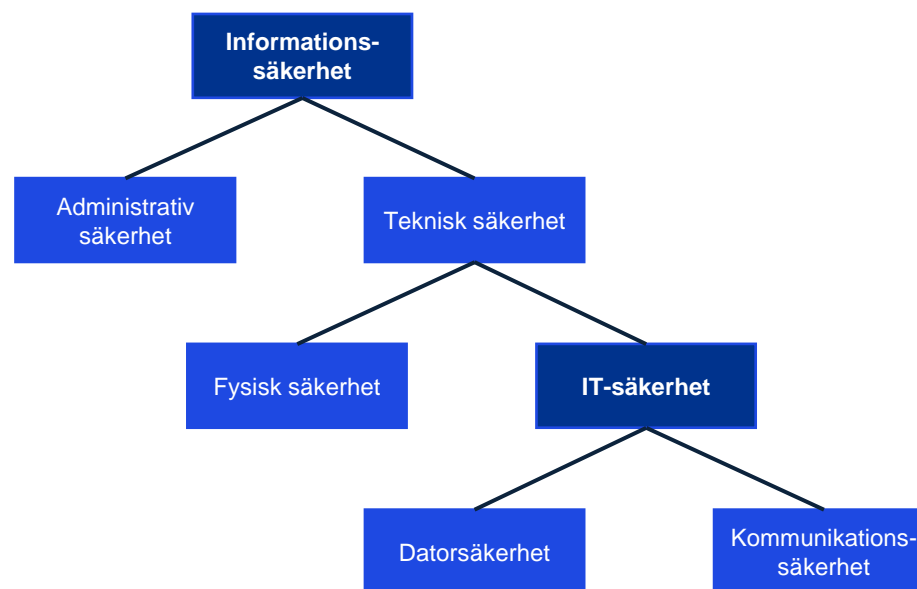 Informations-
säkerhet
Administrativ
säkerhet
Teknisk säkerhet
Fysisk säkerhet
IT-säkerhet
Datorsäkerhet
Kommunikations-
säkerhet